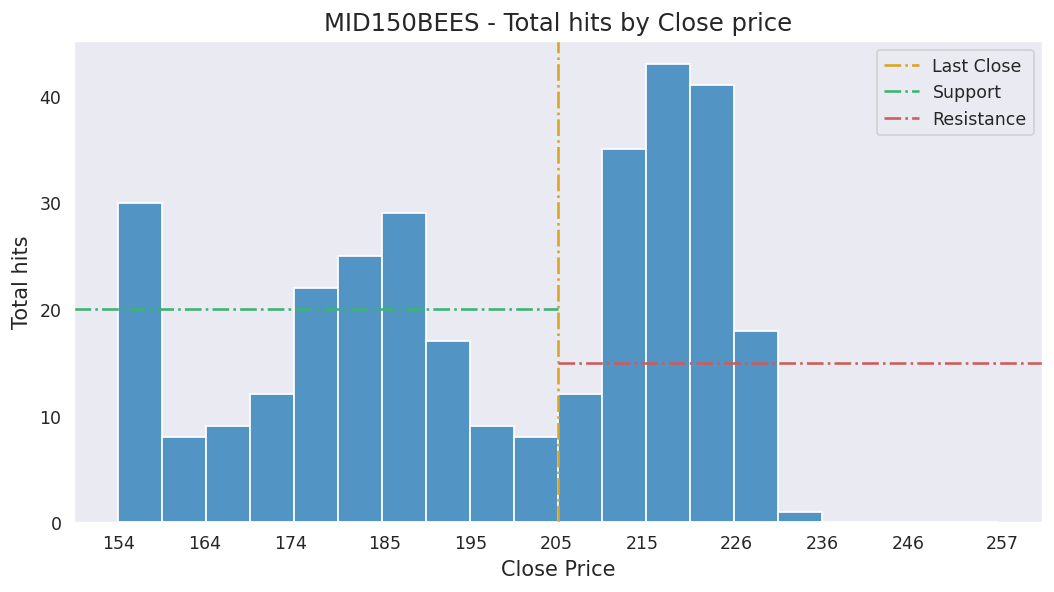 MID150BEES - Total hits by Close price
Last Close
Support
Resistance
Total hits
40
30
20
10
0
154 164 174 185 195 205 215 226 236 246 257
Close Price